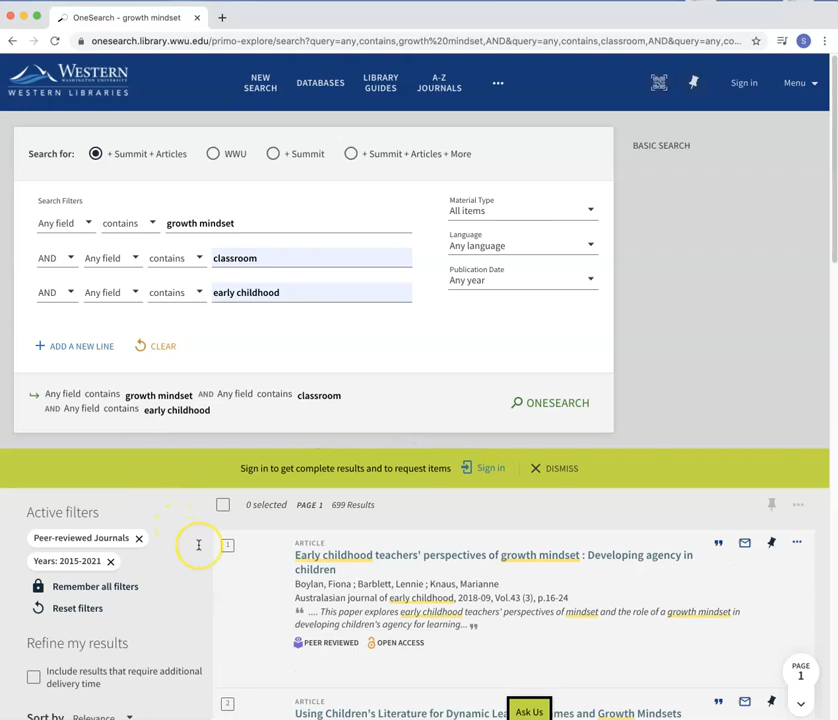 OneSearch - growth mindset
onesearch.library.wwu.edu/primo-explore/search?query=any,contains,growth%20mindset,AND&query=any,contains,classroom,AND&query=any,co...
S
WESTERN
WASHINGTON UNIVERSITY
WESTERN LIBRARIES
NEW SEARCH
DATABASES
LIBRARY GUIDES
A-Z JOURNALS
Sign in
Menu
Search for:
+ Summit + Articles
WWU
+ Summit
+ Summit + Articles + More
BASIC SEARCH
Search Filters
Any field contains growth mindset
AND Any field contains classroom
AND Any field contains early childhood
Material Type
All items
Language
Any language
Publication Date
Any year
+ ADD A NEW LINE
CLEAR
Any field contains growth mindset AND Any field contains classroom
AND Any field contains early childhood
ONESEARCH
Sign in to get complete results and to request items Sign in DISMISS
Active filters
Peer-reviewed Journals
Years: 2015-2021
Remember all filters
Reset filters
Refine my results
Include results that require additional
delivery time
Sort by Relevance
0 selected PAGE 1 699 Results
1
ARTICLE
Early childhood teachers' perspectives of growth mindset : Developing agency in
children
Boylan, Fiona ; Barblett, Lennie ; Knaus, Marianne
Australasian journal of early childhood, 2018-09, Vol.43 (3), p.16-24
.... This paper explores early childhood teachers' perspectives of mindset and the role of a growth mindset in
developing children's agency for learning...
PEER REVIEWED OPEN ACCESS
2
ARTICLE
Using Children's Literature for Dynamic
and Growth Mindsets
Ask Us
PAGE
1